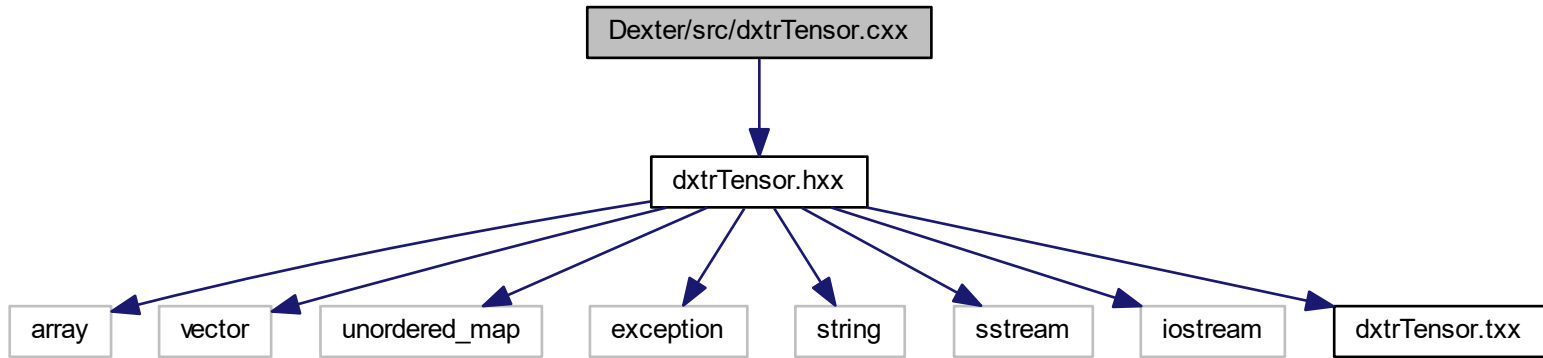 Dexter/src/dxtrTensor.cxx
dxtrTensor.hxx
array
vector
unordered_map
exception
string
sstream
iostream
dxtrTensor.txx